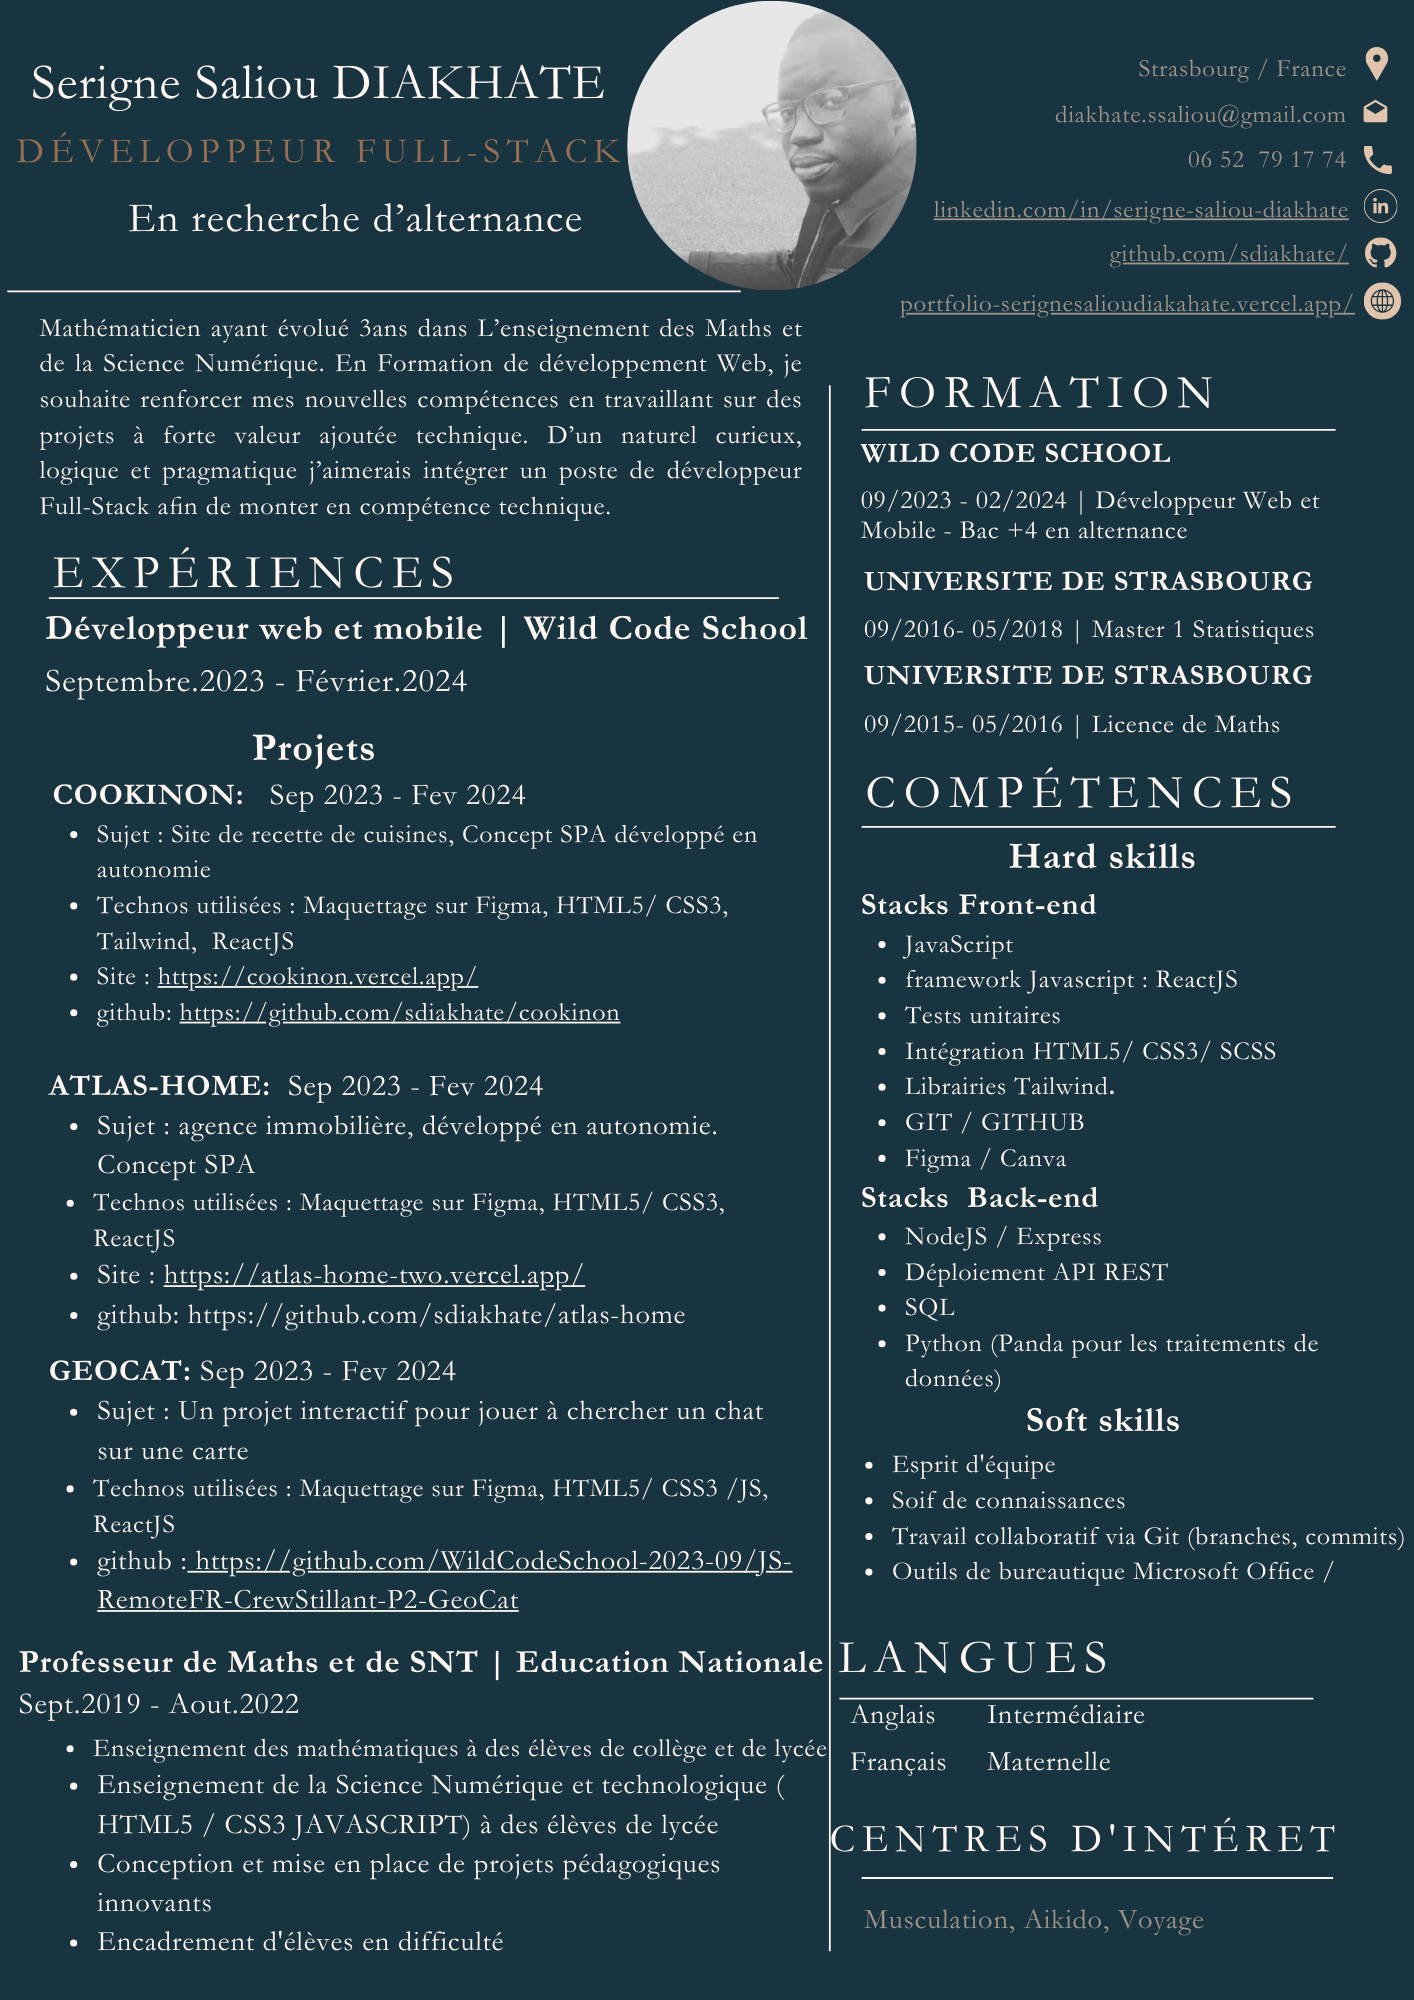 Serigne Saliou DIAKHATE
DÉVELOPPEUR FULL-STACK
En recherche d’alternance
Strasbourg / France
diakhate.ssaliou@gmail.com
06 52  79 17 74
linkedin.com/in/serigne-saliou-diakhate
github.com/sdiakhate/
portfolio-serignesalioudiakahate.vercel.app/
Mathématicien ayant évolué 3ans dans L’enseignement des Maths et
de la Science Numérique. En Formation de développement Web, je
souhaite renforcer mes nouvelles compétences en travaillant sur des
projets à forte valeur ajoutée technique. D’un naturel curieux,
logique et pragmatique j’aimerais intégrer un poste de développeur
Full-Stack afin de monter en compétence technique.
EXPÉRIENCES
Développeur web et mobile | Wild Code School
Septembre.2023 - Février.2024
Projets
COOKINON:   Sep 2023 - Fev 2024
• Sujet : Site de recette de cuisines, Concept SPA développé en
autonomie
• Technos utilisées : Maquettage sur Figma, HTML5/ CSS3,
Tailwind,  ReactJS
• Site : https://cookinon.vercel.app/
• github: https://github.com/sdiakhate/cookinon
ATLAS-HOME:  Sep 2023 - Fev 2024
• Sujet : agence immobilière, développé en autonomie.
Concept SPA
• Technos utilisées : Maquettage sur Figma, HTML5/ CSS3,
ReactJS
• Site : https://atlas-home-two.vercel.app/
• github: https://github.com/sdiakhate/atlas-home
GEOCAT: Sep 2023 - Fev 2024
• Sujet : Un projet interactif pour jouer à chercher un chat
sur une carte
• Technos utilisées : Maquettage sur Figma, HTML5/ CSS3 /JS,
ReactJS
• github : https://github.com/WildCodeSchool-2023-09/JS-
RemoteFR-CrewStillant-P2-GeoCat
Professeur de Maths et de SNT | Education Nationale
Sept.2019 - Aout.2022
• Enseignement des mathématiques à des élèves de collège et de lycée
• Enseignement de la Science Numérique et technologique (
HTML5 / CSS3 JAVASCRIPT) à des élèves de lycée
• Conception et mise en place de projets pédagogiques
innovants
• Encadrement d'élèves en difficulté
FORMATION
WILD CODE SCHOOL
09/2023 - 02/2024 | Développeur Web et
Mobile - Bac +4 en alternance
UNIVERSITE DE STRASBOURG
09/2016- 05/2018 | Master 1 Statistiques
UNIVERSITE DE STRASBOURG
09/2015- 05/2016 | Licence de Maths
COMPÉTENCES
Hard skills
Stacks Front-end
• JavaScript
• framework Javascript : ReactJS
• Tests unitaires
• Intégration HTML5/ CSS3/ SCSS
• Librairies Tailwind.
• GIT / GITHUB
• Figma / Canva
Stacks  Back-end
• NodeJS / Express
• Déploiement API REST
• SQL
• Python (Panda pour les traitements de
données)
Soft skills
• Esprit d'équipe
• Soif de connaissances
• Travail collaboratif via Git (branches, commits)
• Outils de bureautique Microsoft Office /
LANGUES
Anglais Intermédiaire
Français Maternelle
CENTRES D'INTÉRET
Musculation, Aikido, Voyage